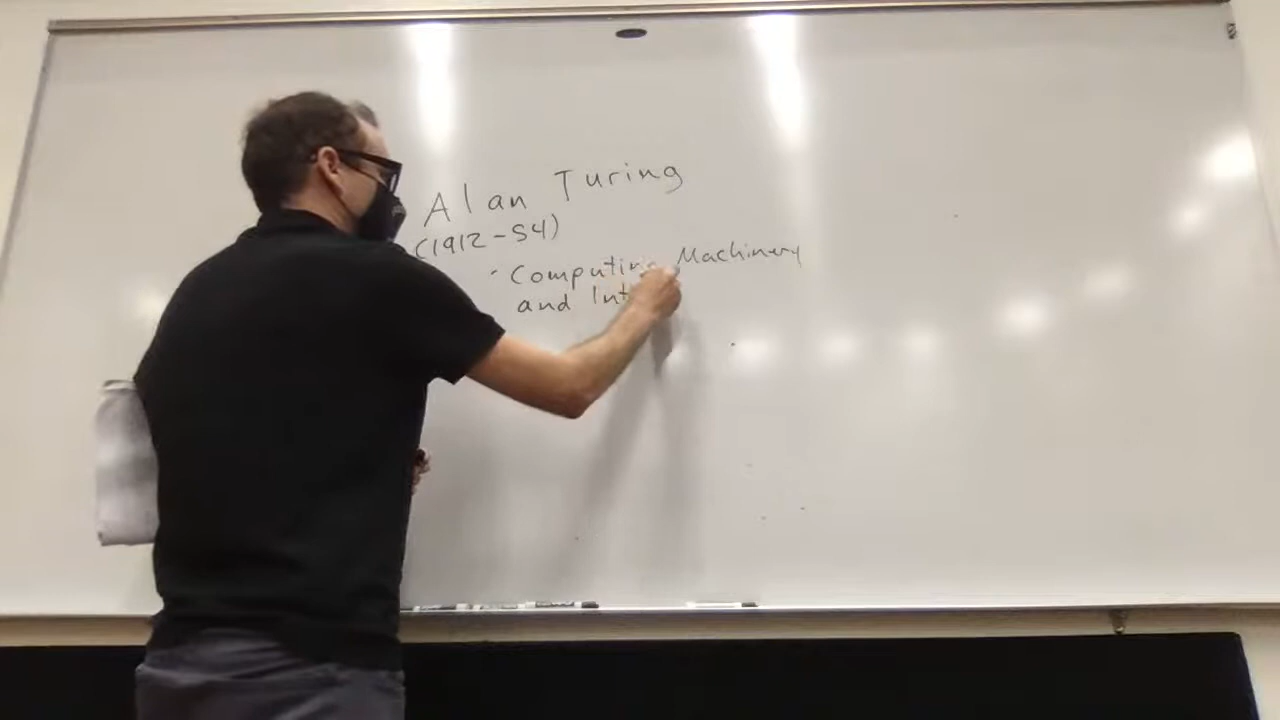 Alan Turing
(1912-54)
· Computing Machinery
and Int